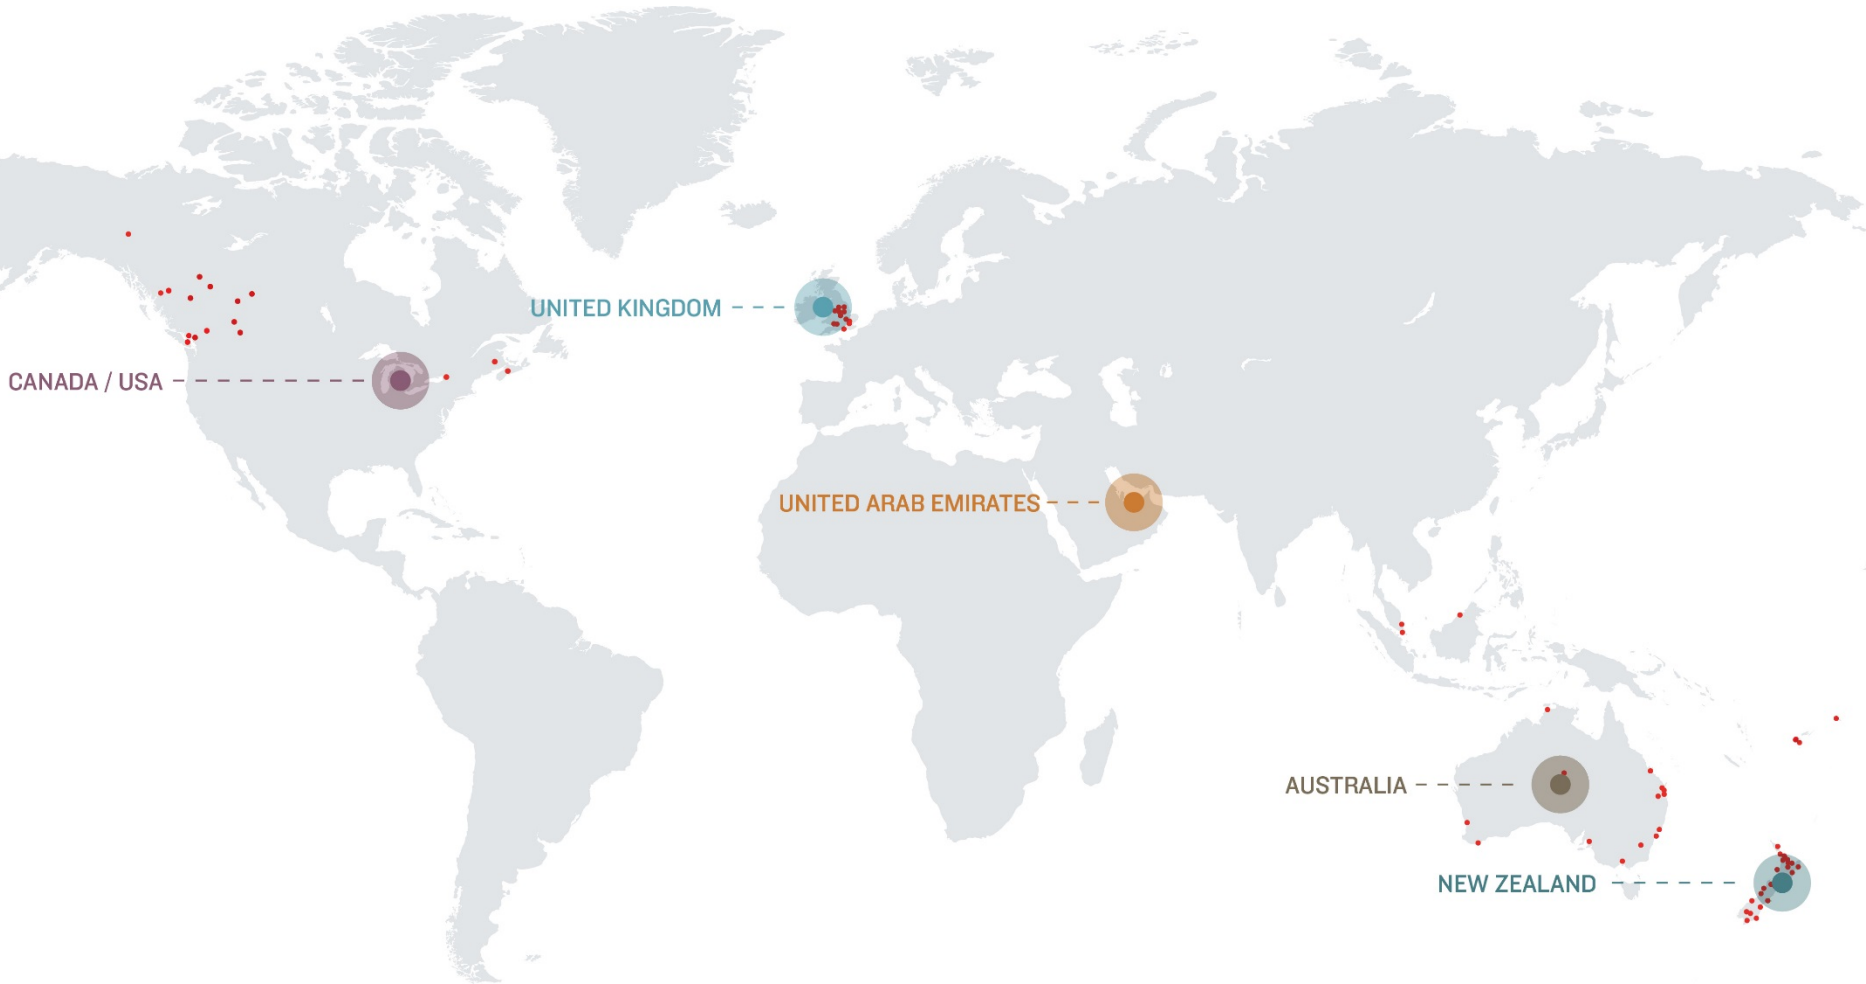 UNITED KINGDOM
CANADA / USA
UNITED ARAB EMIRATES
AUSTRALIA
NEW ZEALAND